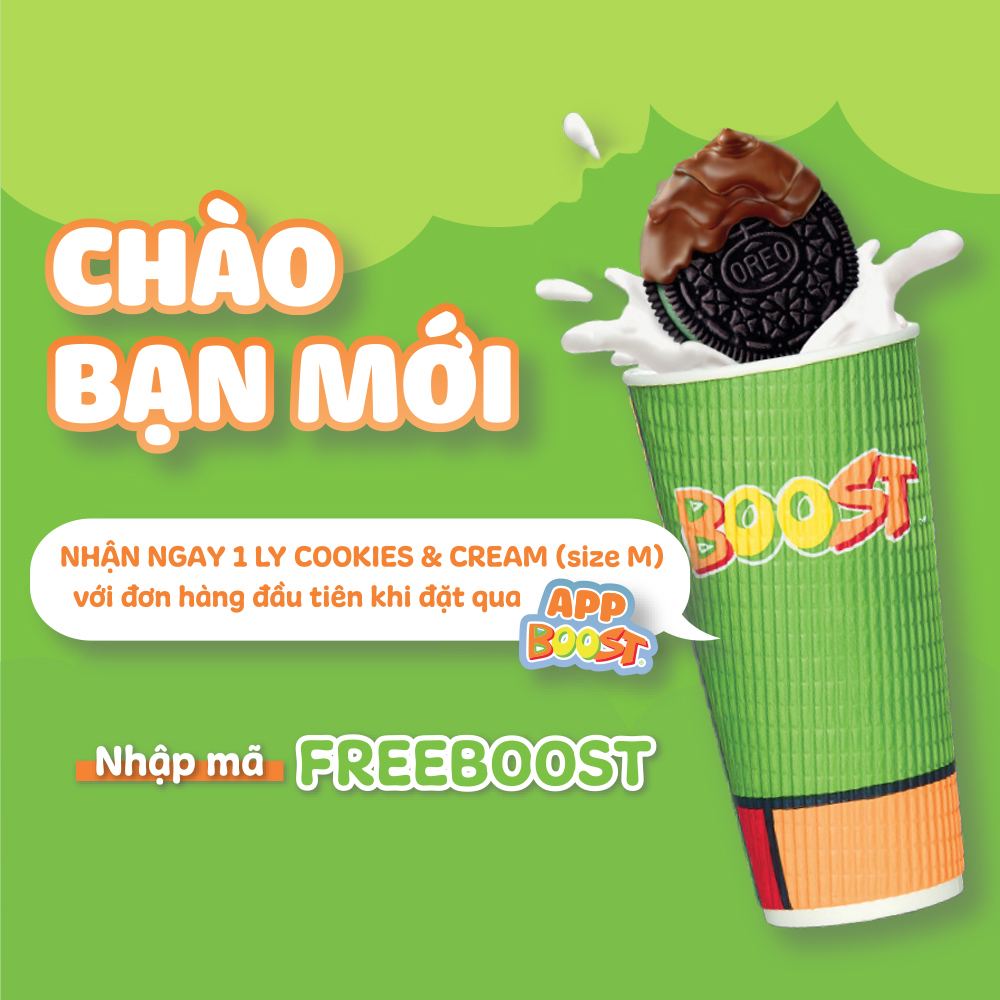 CHÀO
BẠN MỚI
OREO
BOOST
NHẬN NGAY 1 LY COOKIES & CREAM (size M)
với đơn hàng đầu tiên khi đặt qua
APP
BOOST
Nhập mã FREEBOOST